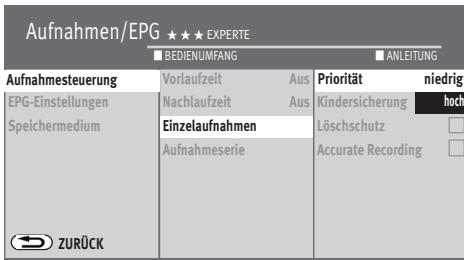 Aufnahmen/EPG ★★★ EXPERTE
BEDIENUMFANG ANLEITUNG
Aufnahmesteuerung Vorlaufzeit Aus Priorität niedrig
EPG-Einstellungen Nachlaufzeit Aus Kindersicherung hoch
Speichermedium Einzelaufnahmen Löschschutz
Aufnahmeserie Accurate Recording
ZURÜCK